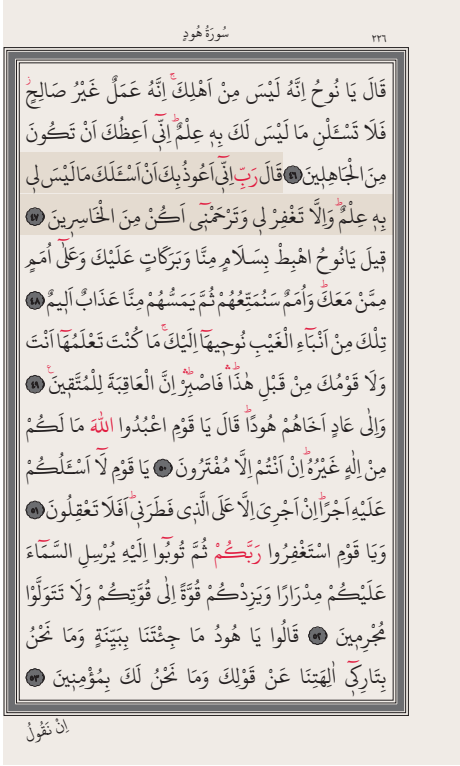 سُورَةُ هُودٍ
٢٢٦
قَالَ يَا نُوحُ اِنَّهُ لَيْسَ مِنْ اَهْلِكَۚ اِنَّهُ عَمَلٌ غَيْرُ صَالِحٍۘ
فَلَا تَسْـَٔلْنِ مَا لَيْسَ لَكَ بِه۪ عِلْمٌۜ اِنّ۪ٓي اَعِظُكَ اَنْ تَكُونَ
مِنَ الْجَاهِل۪ينَ ٤٦ قَالَ رَبِّ اِنّ۪ٓي اَعُوذُ بِكَ اَنْ اَسْـَٔلَكَ مَا لَيْسَ ل۪ي
بِه۪ عِلْمٌۜ وَاِلَّا تَغْفِرْ ل۪ي وَتَرْحَمْن۪ٓي اَكُنْ مِنَ الْخَاسِر۪ينَ ٤٧
ق۪يلَ يَانُوحُ اهْبِطْ بِسَلَامٍ مِنَّا وَبَرَكَاتٍ عَلَيْكَ وَعَلٰٓى اُمَمٍ
مِمَّنْ مَعَكَۜ وَاُمَمٌ سَنُمَتِّعُهُمْ ثُمَّ يَمَسُّهُمْ مِنَّا عَذَابٌ اَل۪يمٌ ٤٨
تِلْكَ مِنْ اَنْبَٓاءِ الْغَيْبِ نُوح۪يهَٓا اِلَيْكَۚ مَا كُنْتَ تَعْلَمُهَٓا اَنْتَ
وَلَا قَوْمُكَ مِنْ قَبْلِ هٰذَاۜۛ فَاصْبِرْۜۛ اِنَّ الْعَاقِبَةَ لِلْمُتَّق۪ينَ۟ ٤٩
وَاِلٰى عَادٍ اَخَاهُمْ هُودًاۜ قَالَ يَا قَوْمِ اعْبُدُوا اللّٰهَ مَا لَكُمْ
مِنْ اِلٰهٍ غَيْرُهُۜ اِنْ اَنْتُمْ اِلَّا مُفْتَرُونَ ٥٠ يَا قَوْمِ لَٓا اَسْـَٔلُكُمْ
عَلَيْهِ اَجْرًاۜ اِنْ اَجْرِيَ اِلَّا عَلَى الَّذ۪ي فَطَرَن۪يۜ اَفَلَا تَعْقِلُونَ ٥١
وَيَا قَوْمِ اسْتَغْفِرُوا رَبَّكُمْ ثُمَّ تُوبُٓوا اِلَيْهِ يُرْسِلِ السَّمَٓاءَ
عَلَيْكُمْ مِدْرَارًا وَيَزِدْكُمْ قُوَّةً اِلٰى قُوَّتِكُمْ وَلَا تَتَوَلَّوْا
مُجْرِم۪ينَ ٥٢ قَالُوا يَا هُودُ مَا جِئْتَنَا بِبَيِّنَةٍ وَمَا نَحْنُ
بِتَارِك۪ٓي اٰلِهَتِنَا عَنْ قَوْلِكَ وَمَا نَحْنُ لَكَ بِمُؤْمِن۪ينَ ٥٣
اِنْ نَقُولُ